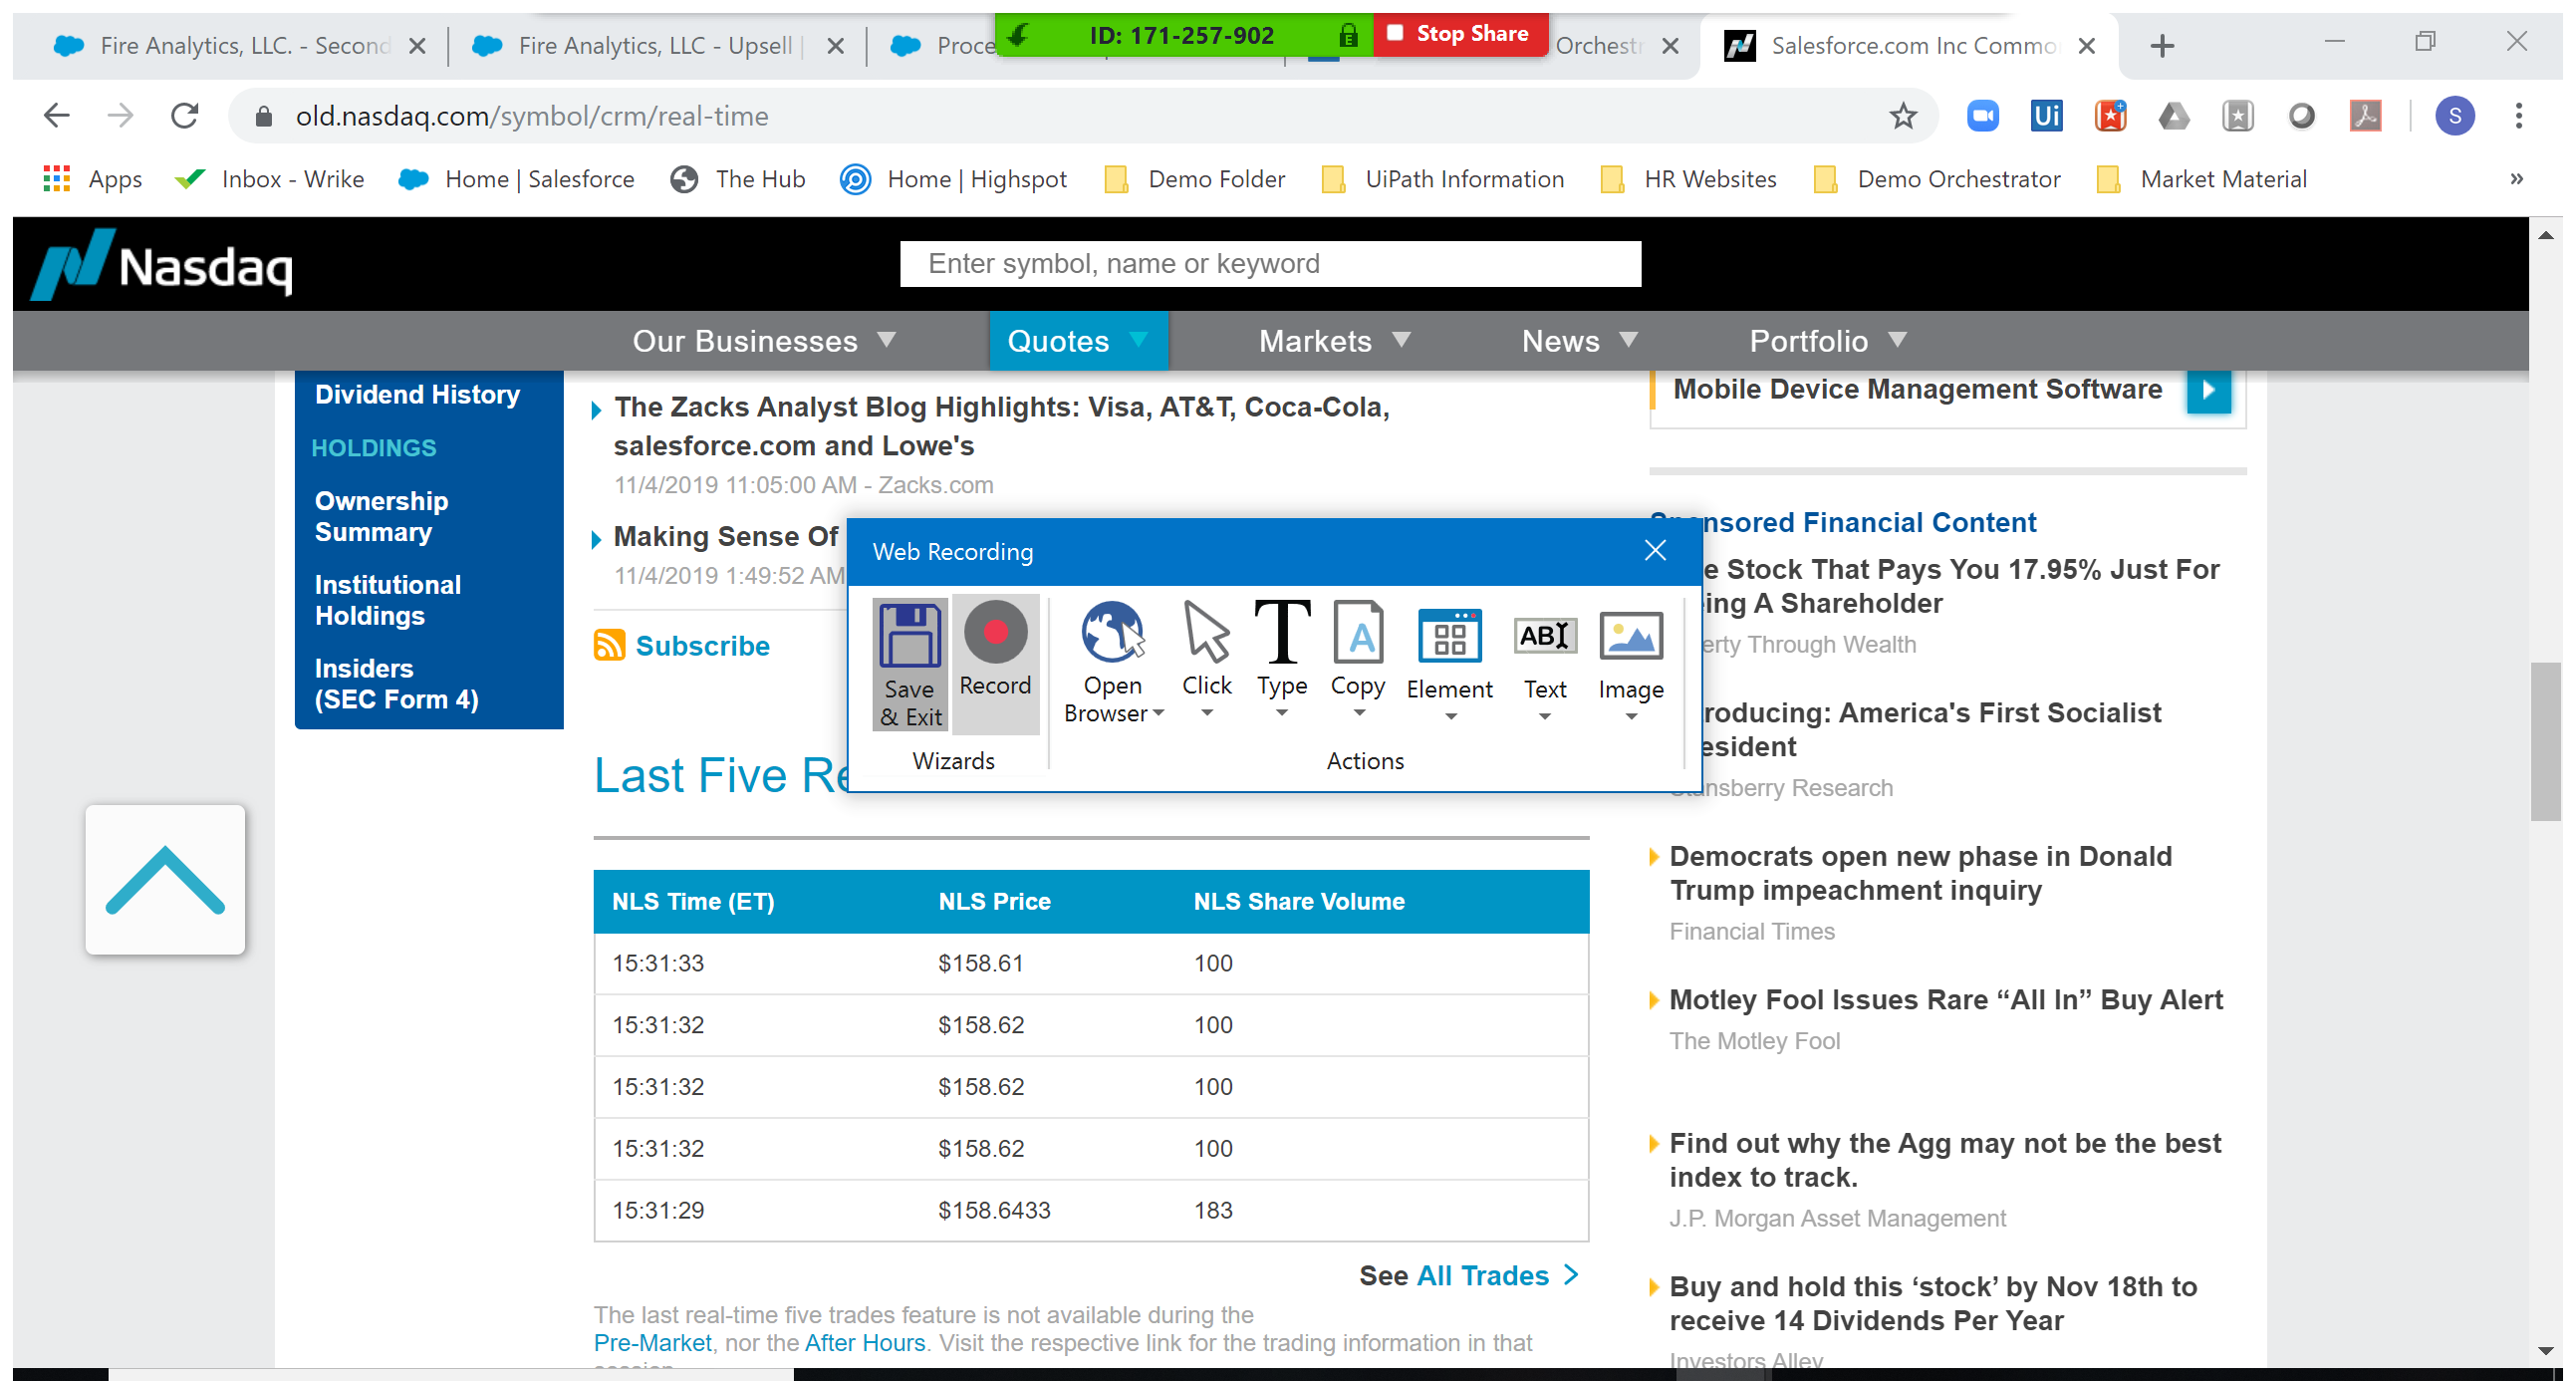 Fire Analytics, LLC. - Second
Fire Analytics, LLC - Upsell |
Proce
ID: 171-257-902
Stop Share
Orchestr
Salesforce.com Inc Commo
old.nasdaq.com/symbol/crm/real-time
Ui
S
Apps
Inbox - Wrike
Home | Salesforce
The Hub
Home | Highspot
Demo Folder
UiPath Information
HR Websites
Demo Orchestrator
Market Material
»
Nasdaq
Enter symbol, name or keyword
Our Businesses
Quotes
Markets
News
Portfolio
Dividend History
HOLDINGS
Ownership
Summary
Institutional
Holdings
Insiders
(SEC Form 4)
The Zacks Analyst Blog Highlights: Visa, AT&T, Coca-Cola,
salesforce.com and Lowe's
11/4/2019 11:05:00 AM - Zacks.com
Making Sense Of
11/4/2019 1:49:52 AM
Subscribe
Web Recording
Save
& Exit
Record
Wizards
Open
Browser
Click
Type
Copy
Element
Text
Image
Actions
Last Five Re
NLS Time (ET) NLS Price NLS Share Volume
15:31:33 $158.61 100
15:31:32 $158.62 100
15:31:32 $158.62 100
15:31:32 $158.62 100
15:31:29 $158.6433 183
See All Trades
The last real-time five trades feature is not available during the
Pre-Market, nor the After Hours. Visit the respective link for the trading information in that
Mobile Device Management Software
Sponsored Financial Content
e Stock That Pays You 17.95% Just For
ing A Shareholder
erty Through Wealth
roducing: America's First Socialist
esident
Stansberry Research
Democrats open new phase in Donald
Trump impeachment inquiry
Financial Times
Motley Fool Issues Rare “All In” Buy Alert
The Motley Fool
Find out why the Agg may not be the best
index to track.
J.P. Morgan Asset Management
Buy and hold this ‘stock’ by Nov 18th to
receive 14 Dividends Per Year
Investors Alley